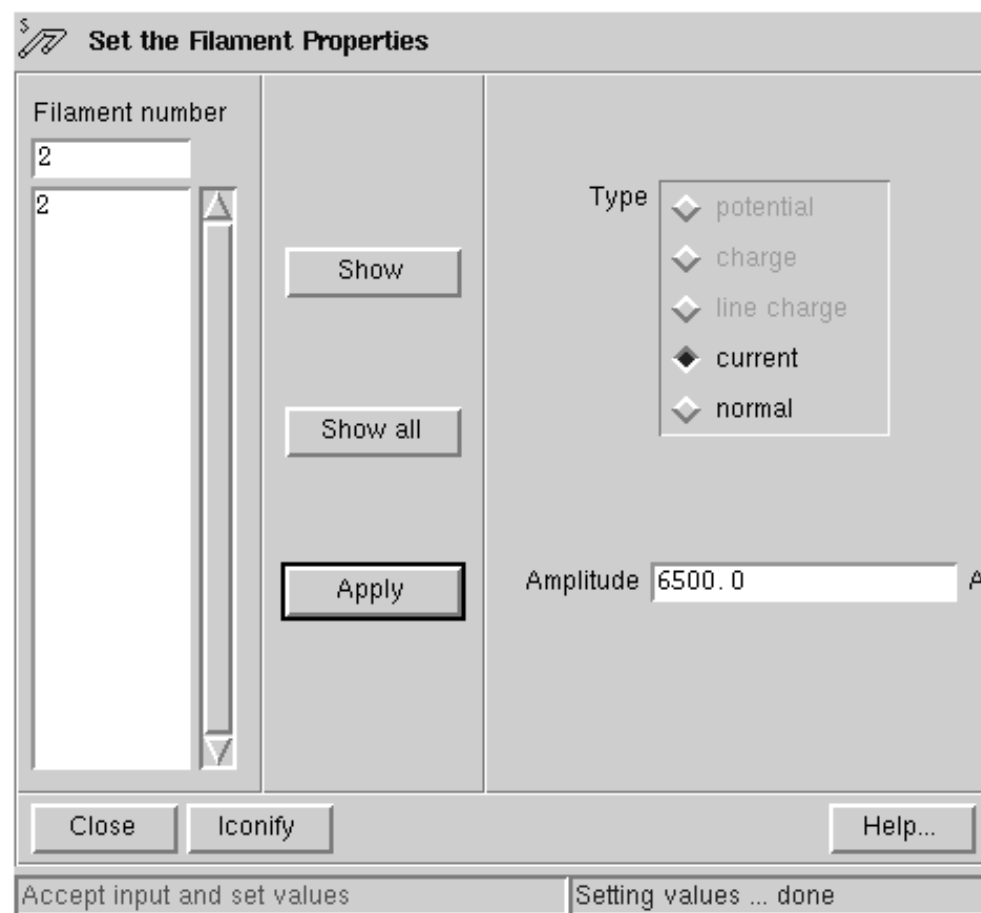 S
Set the Filament Properties
Filament number
2
2
Show
Show all
Apply
Type
potential
charge
line charge
current
normal
Amplitude 6500.0 A
Close Iconify Help...
Accept input and set values Setting values ... done